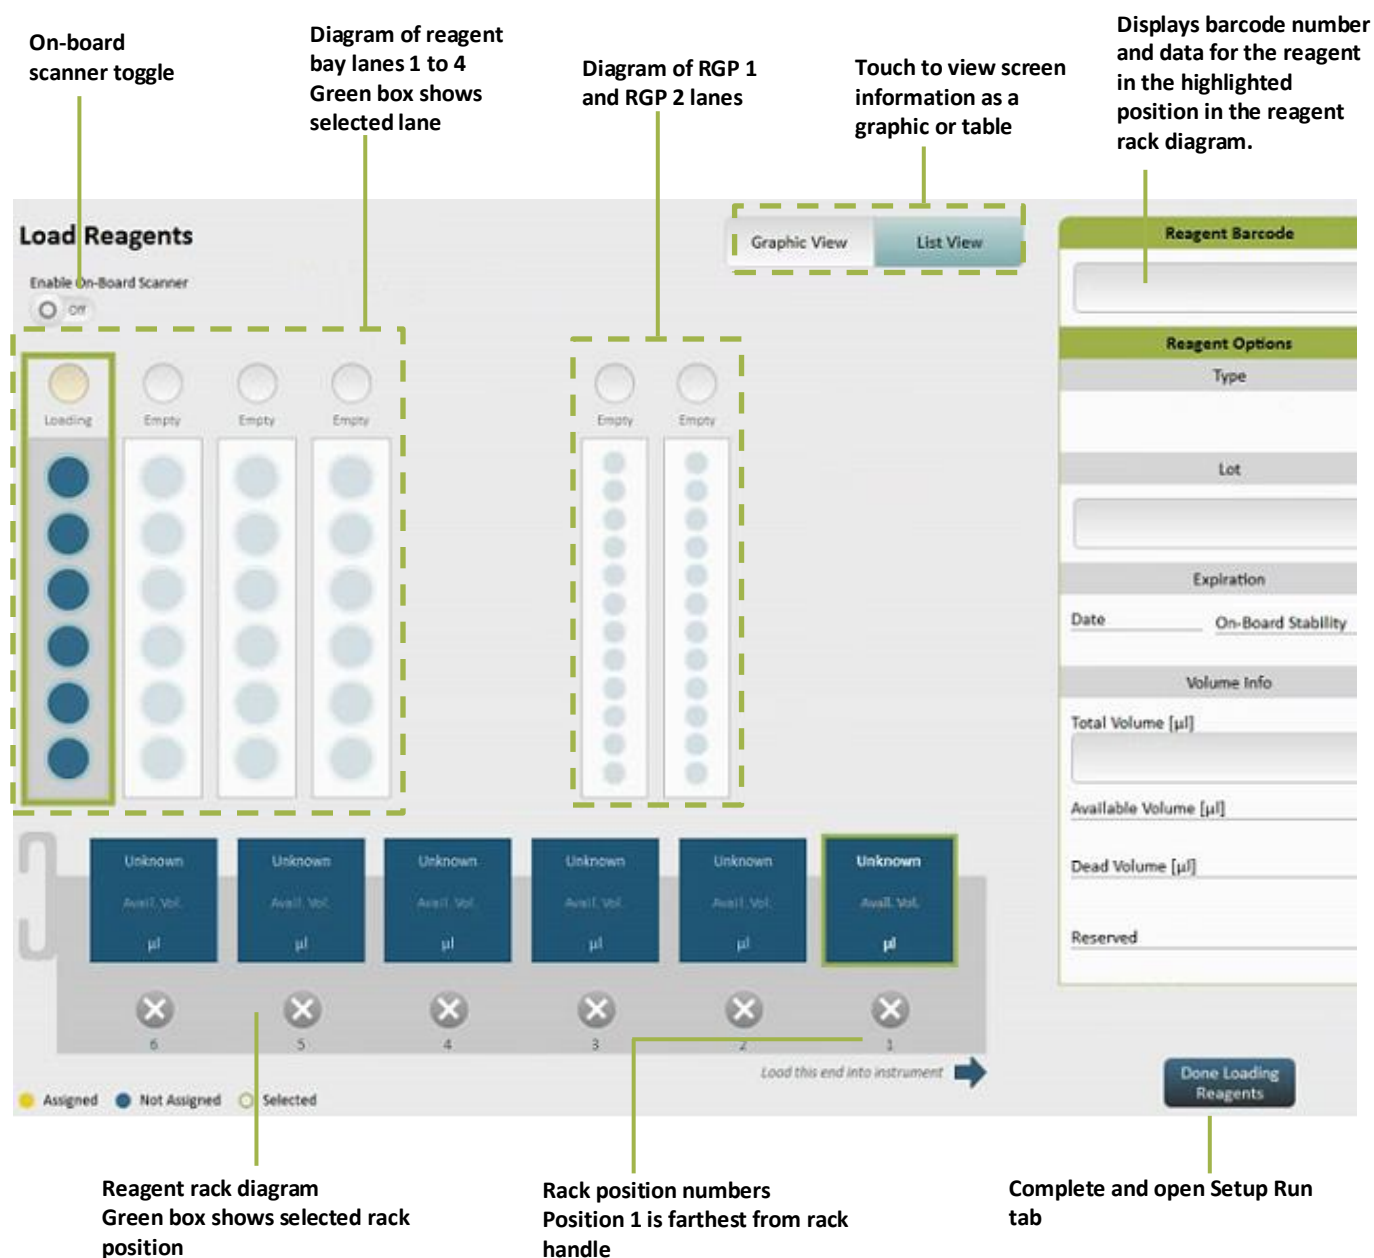 On-board
scanner toggle
Diagram of reagent
bay lanes 1 to 4
Green box shows
selected lane
Diagram of RGP 1
and RGP 2 lanes
Touch to view screen
information as a
graphic or table
Displays barcode number
and data for the reagent
in the highlighted
position in the reagent
rack diagram.
Load Reagents
Graphic View
List View
Reagent Barcode
Enable On-Board Scanner
Off
Reagent Options
Type
Loading
Empty
Empty
Empty
Empty
Empty
Lot
Expiration
Date
On-Board Stability
Volume Info
Total Volume [µl]
Available Volume [µl]
Dead Volume [µl]
Reserved
Unknown
Avail. Vol.
µl
Unknown
Avail. Vol.
µl
Unknown
Avail. Vol.
µl
Unknown
Avail. Vol.
µl
Unknown
Avail. Vol.
µl
Unknown
Avail. Vol.
µl
6
5
4
3
2
1
Load this end into instrument
Done Loading
Reagents
Assigned
Not Assigned
Selected
Reagent rack diagram
Green box shows selected rack
position
Rack position numbers
Position 1 is farthest from rack
handle
Complete and open Setup Run
tab